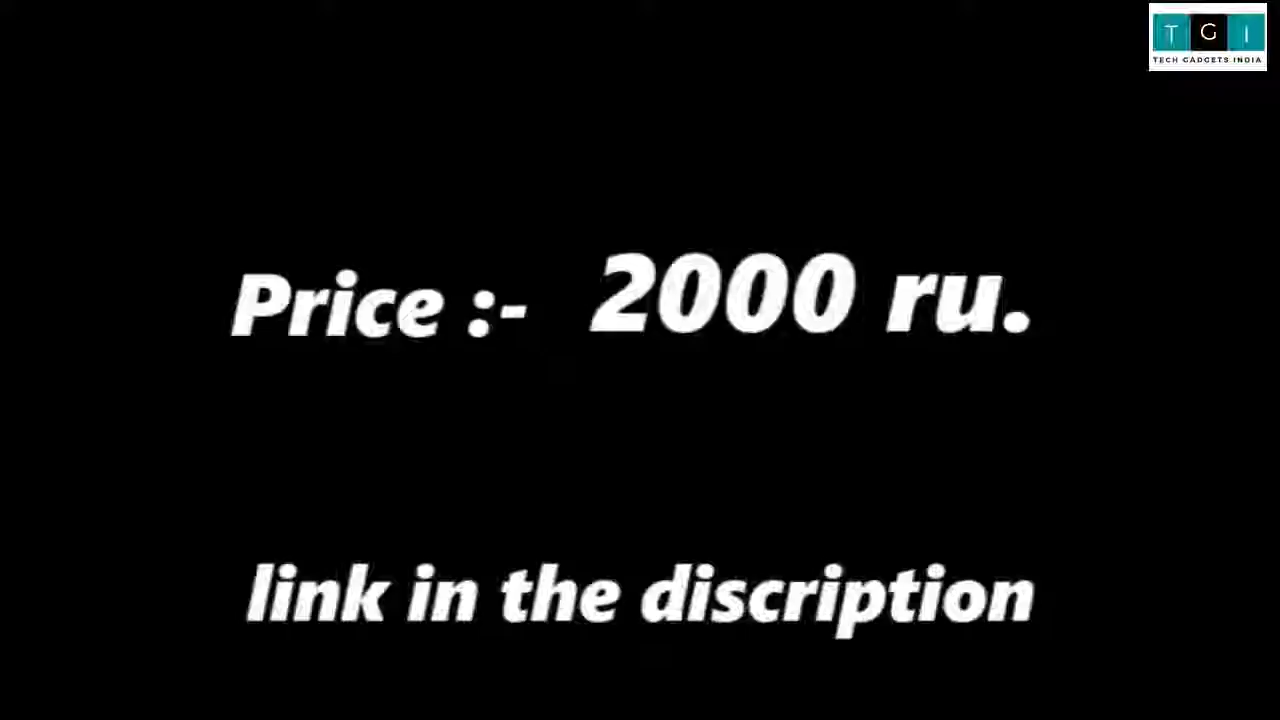 T G I
TECH GADGETS INDIA
Price :- 2000 ru.
link in the discription